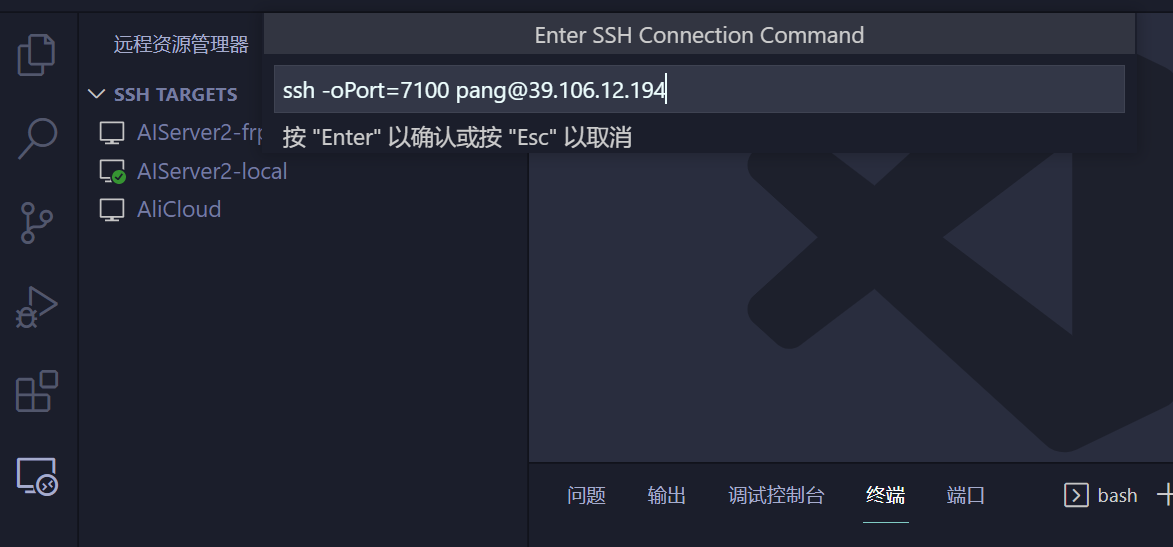 Enter SSH Connection Command
远程资源管理器
ssh -oPort=7100 pang@39.106.12.194
SSH TARGETS
AIServer2-frp
按 "Enter" 以确认或按 "Esc" 以取消
AIServer2-local
AliCloud
问题 输出 调试控制台 终端 端口 bash